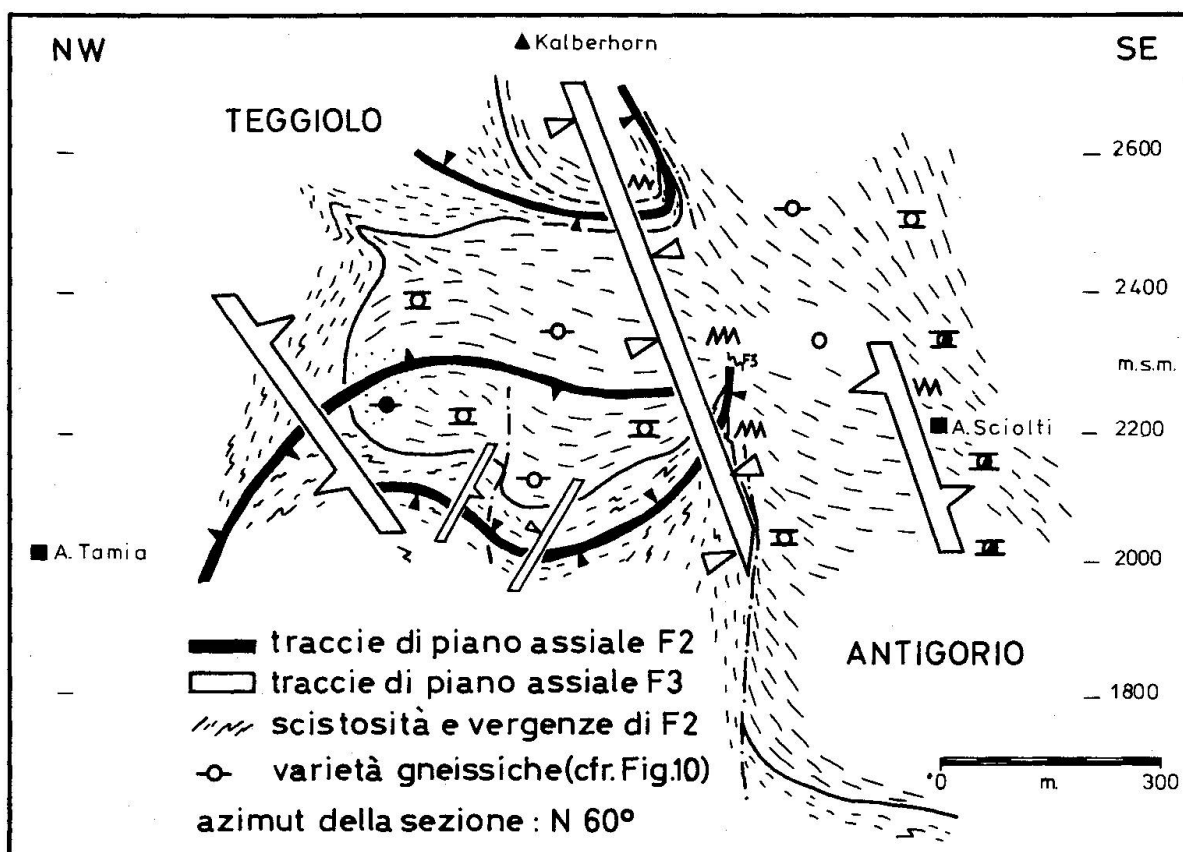 NW
Kalberhorn
SE
TEGGIOLO
2600
2400
F3
m.s.m.
A. Sciolti
2200
A. Tamia
2000
traccie di piano assiale F2
ANTIGORIO
traccie di piano assiale F3
1800
scistosità e vergenze di F2
varietà gneissiche (cfr. Fig.10)
0 m. 300
azimut della sezione : N 60°